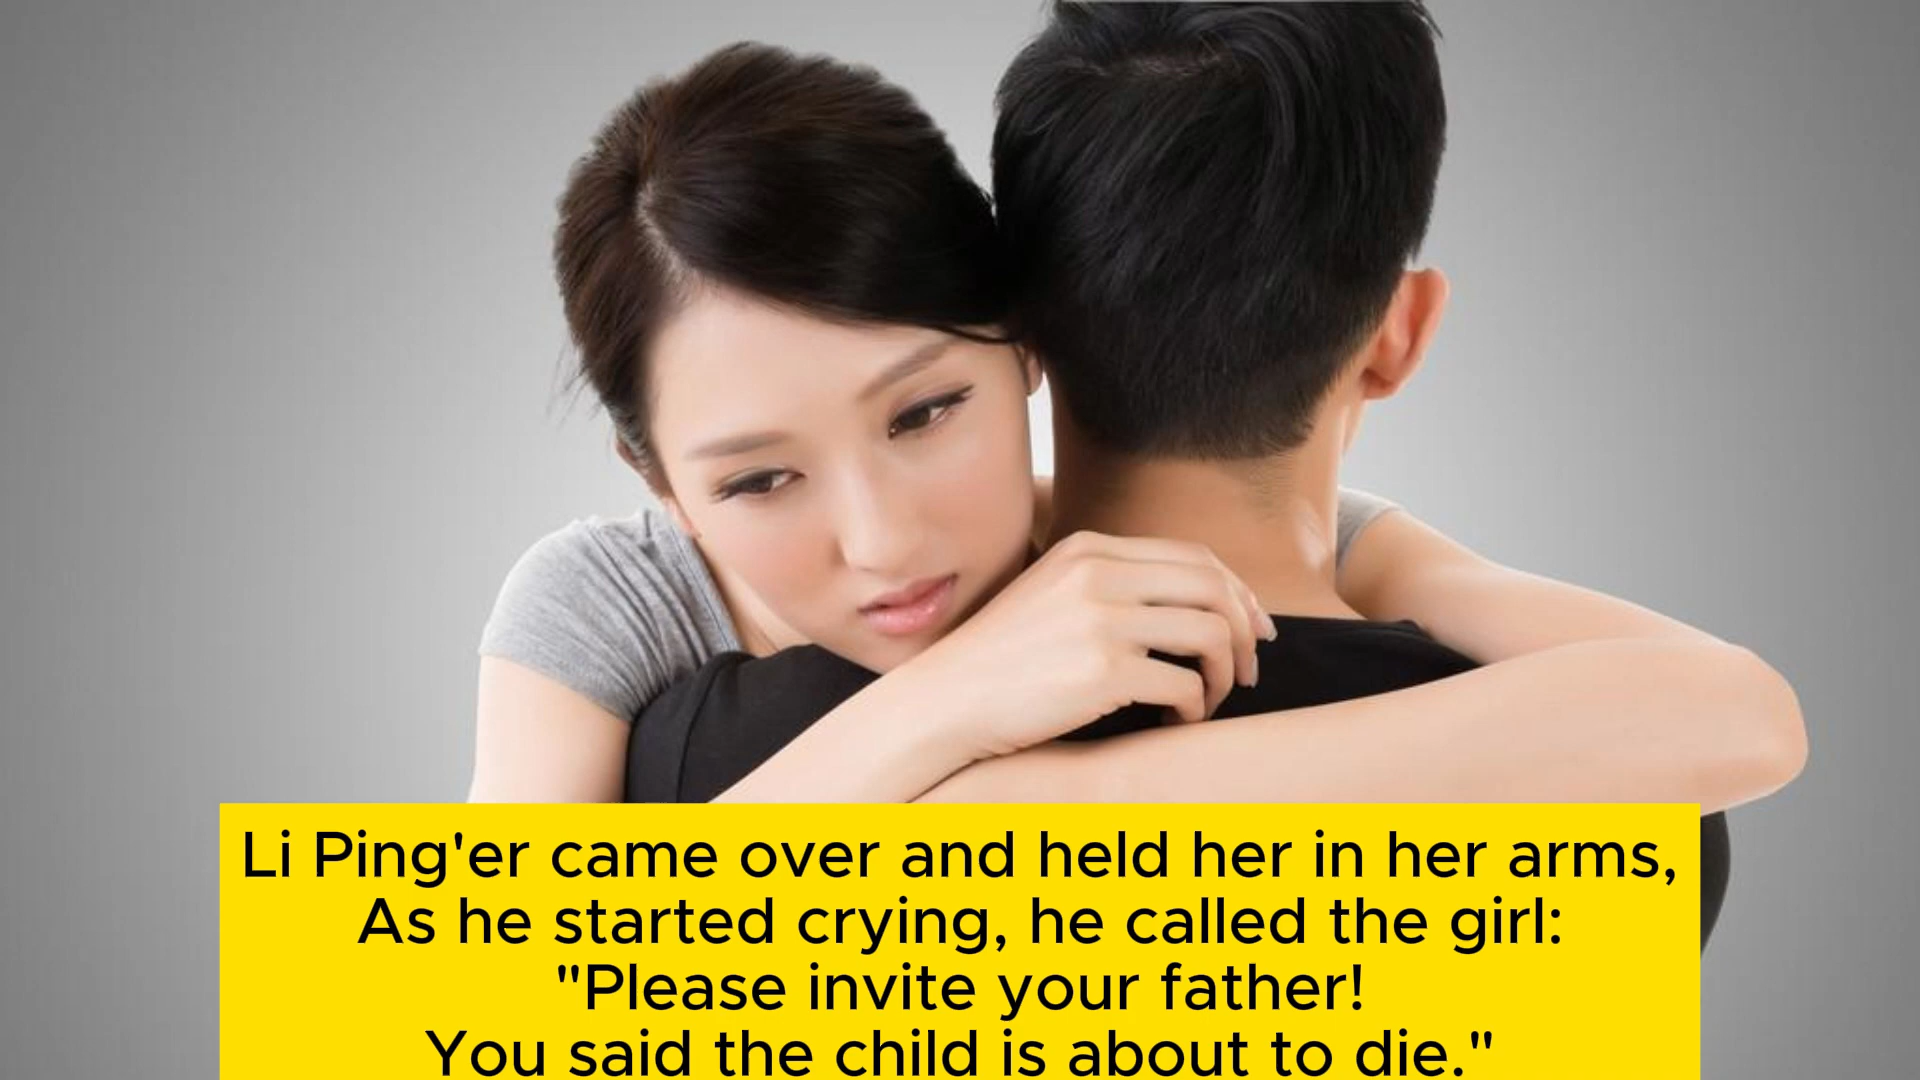 Li Ping'er came over and held her in her arms,
As he started crying, he called the girl:
"Please invite your father!
You said the child is about to die."